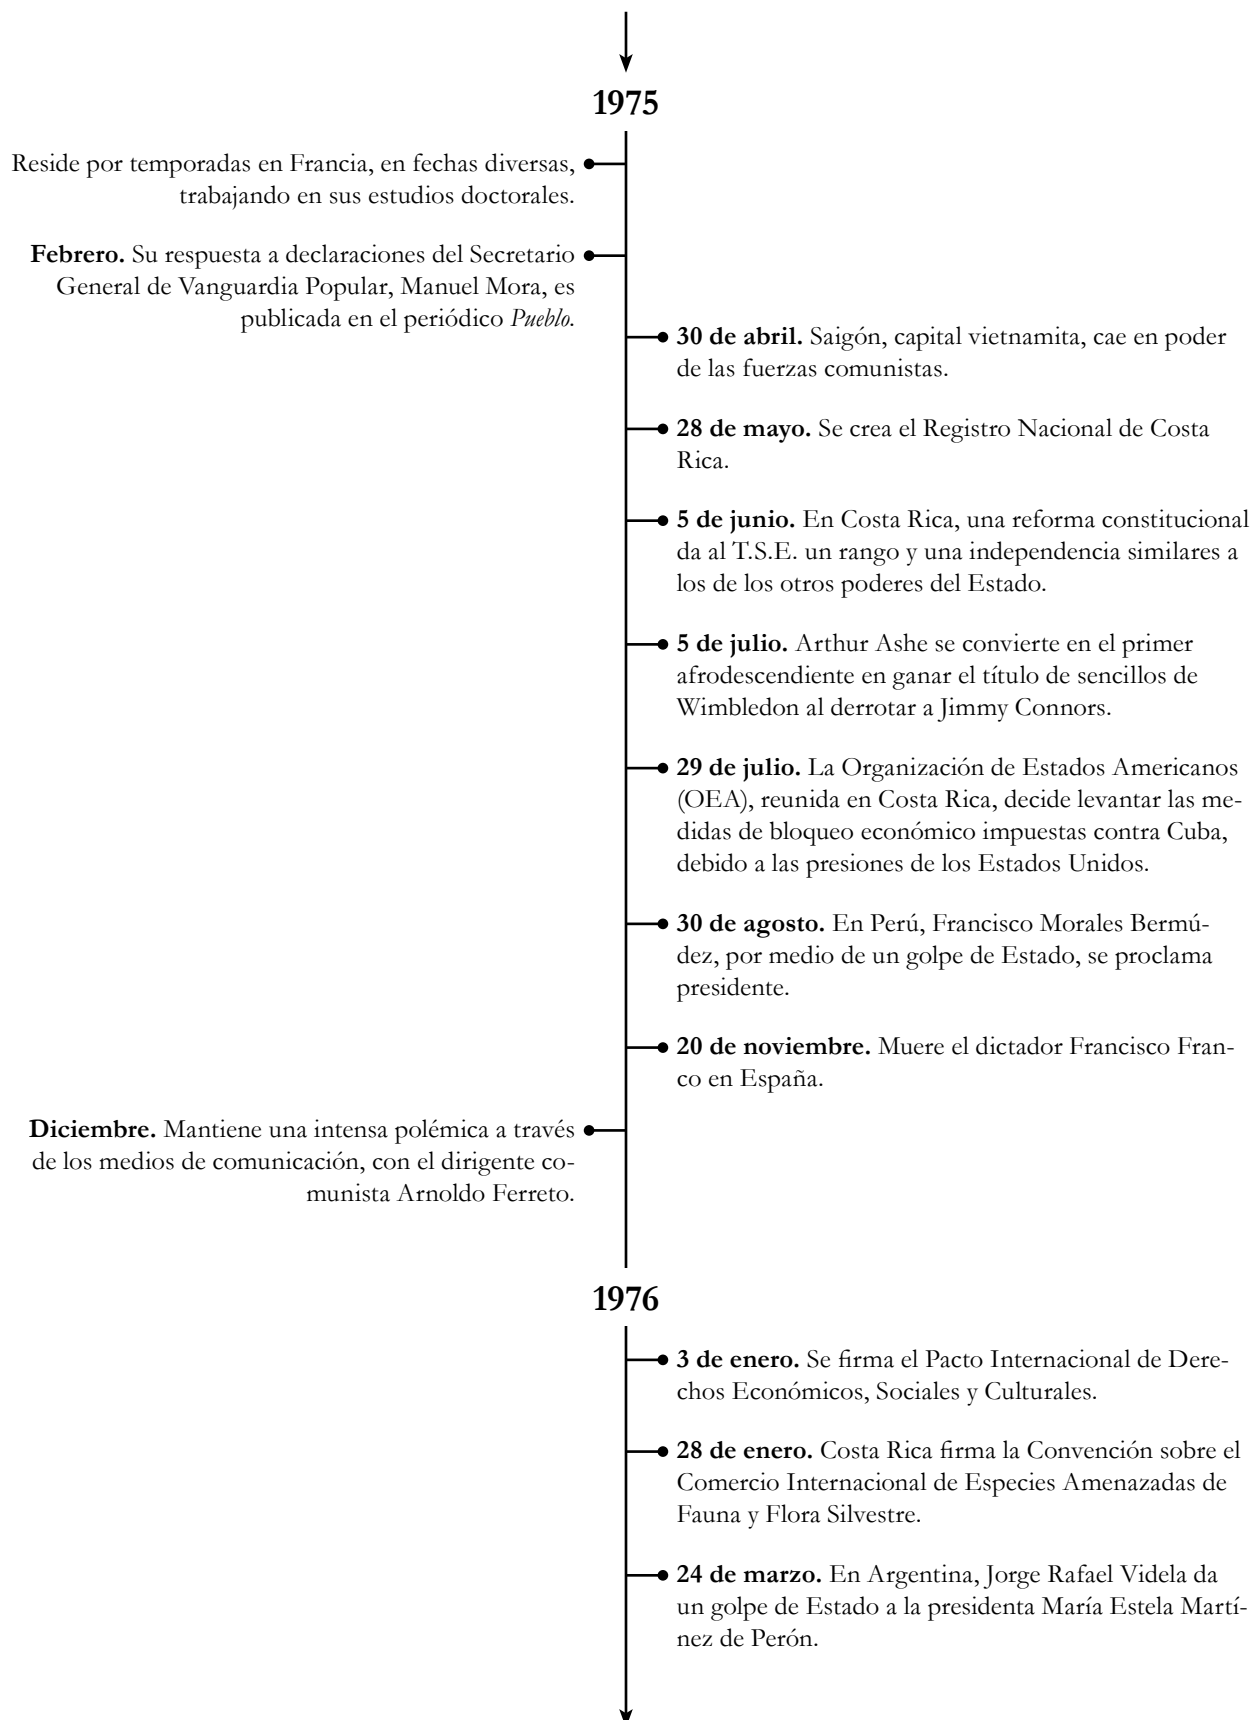 1975
Reside por temporadas en Francia, en fechas diversas,
trabajando en sus estudios doctorales.
Febrero. Su respuesta a declaraciones del Secretario
General de Vanguardia Popular, Manuel Mora, es
publicada en el periódico Pueblo.
30 de abril. Saigón, capital vietnamita, cae en poder
de las fuerzas comunistas.
28 de mayo. Se crea el Registro Nacional de Costa
Rica.
5 de junio. En Costa Rica, una reforma constitucional
da al T.S.E. un rango y una independencia similares a
los de los otros poderes del Estado.
5 de julio. Arthur Ashe se convierte en el primer
afrodescendiente en ganar el título de sencillos de
Wimbledon al derrotar a Jimmy Connors.
29 de julio. La Organización de Estados Americanos
(OEA), reunida en Costa Rica, decide levantar las me-
didas de bloqueo económico impuestas contra Cuba,
debido a las presiones de los Estados Unidos.
30 de agosto. En Perú, Francisco Morales Bermú-
dez, por medio de un golpe de Estado, se proclama
presidente.
20 de noviembre. Muere el dictador Francisco Fran-
co en España.
Diciembre. Mantiene una intensa polémica a través
de los medios de comunicación, con el dirigente co-
munista Arnoldo Ferreto.
1976
3 de enero. Se firma el Pacto Internacional de Dere-
chos Económicos, Sociales y Culturales.
28 de enero. Costa Rica firma la Convención sobre el
Comercio Internacional de Especies Amenazadas de
Fauna y Flora Silvestre.
24 de marzo. En Argentina, Jorge Rafael Videla da
un golpe de Estado a la presidenta María Estela Martí-
nez de Perón.